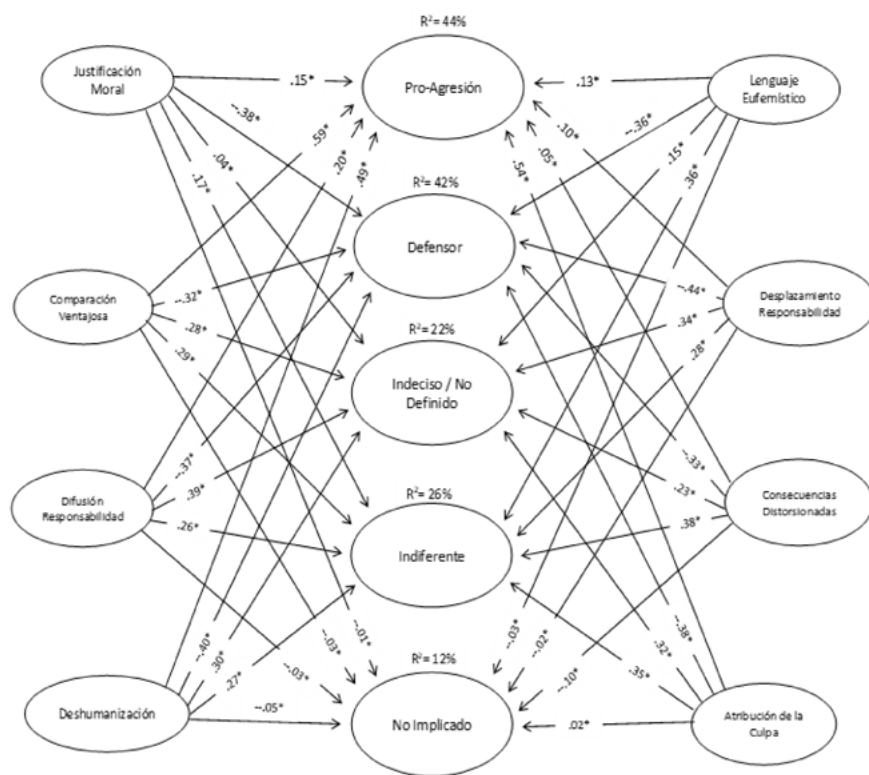 R²= 44%
Justificación
Moral
.15*
Pro-Agresión
.13*
Lenguaje
Eufemístico
--.38*
.59*
.10*
--.36*
.04*
.20*
.05*
.15*
.17*
.49*
.54*
.36*
R²= 42%
Defensor
Comparación
Ventajosa
--.32*
--.44*
Desplazamiento
Responsabilidad
.28*
R²= 22%
.34*
.29*
.28*
Indeciso / No
Definido
--.37*
--.33*
Difusión
Responsabilidad
.39*
R²= 26%
.23*
Consecuencias
Distorsionadas
.26*
.38*
Indiferente
--.40*
--.03*
--.01*
--.03*
--.02*
--.38*
.30*
.32*
.27*
--.03*
R²= 12%
--.10*
.35*
Deshumanización
--.05*
No Implicado
.02*
Atribución de la
Culpa